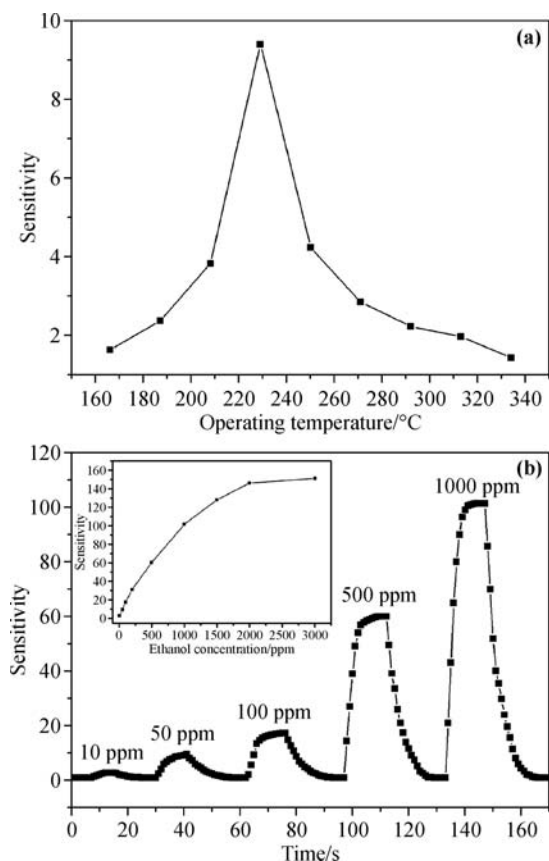 (a)
10
8
6
4
2
Sensitivity
160 180 200 220 240 260 280 300 320 340
Operating temperature/°C
(b)
120
100
80
60
40
20
0
Sensitivity
160
140
120
100
80
60
40
20
0
Sensitivity
0 500 1000 1500 2000 2500 3000
Ethanol concentration/ppm
10 ppm
50 ppm
100 ppm
500 ppm
1000 ppm
0 20 40 60 80 100 120 140 160
Time/s